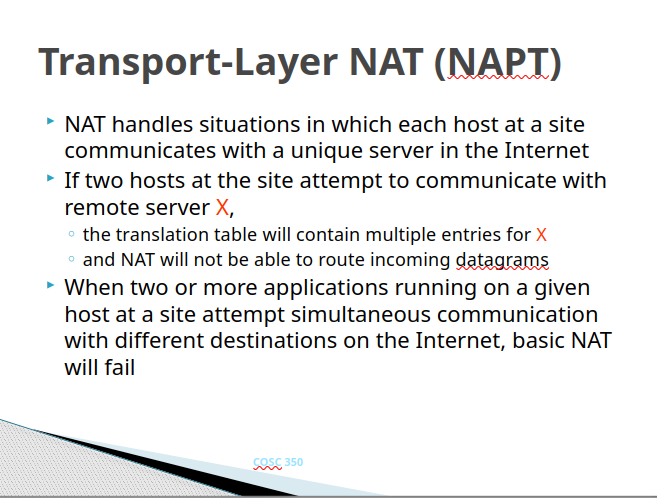 Transport-Layer NAT (NAPT)
NAT handles situations in which each host at a site
communicates with a unique server in the Internet
If two hosts at the site attempt to communicate with
remote server X,
the translation table will contain multiple entries for X
and NAT will not be able to route incoming datagrams
When two or more applications running on a given
host at a site attempt simultaneous communication
with different destinations on the Internet, basic NAT
will fail
COSC 350